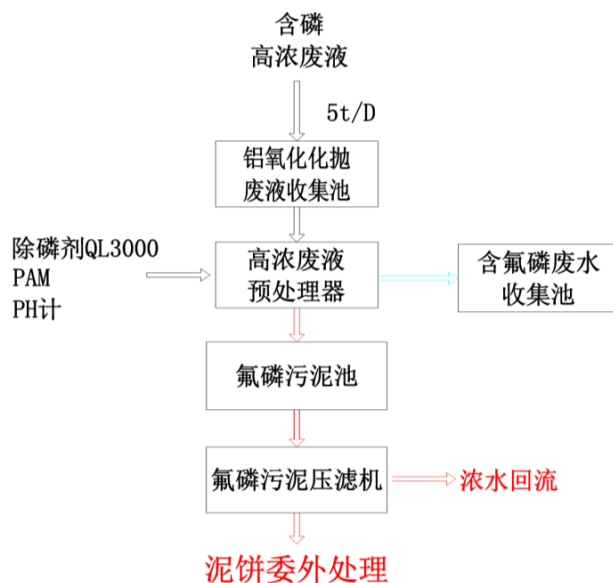 含磷
高浓废液
5t/D
铝氧化化抛
废液收集池
除磷剂QL3000
PAM
PH计
高浓废液
预处理器
含氟磷废水
收集池
氟磷污泥池
氟磷污泥压滤机
浓水回流
泥饼委外处理